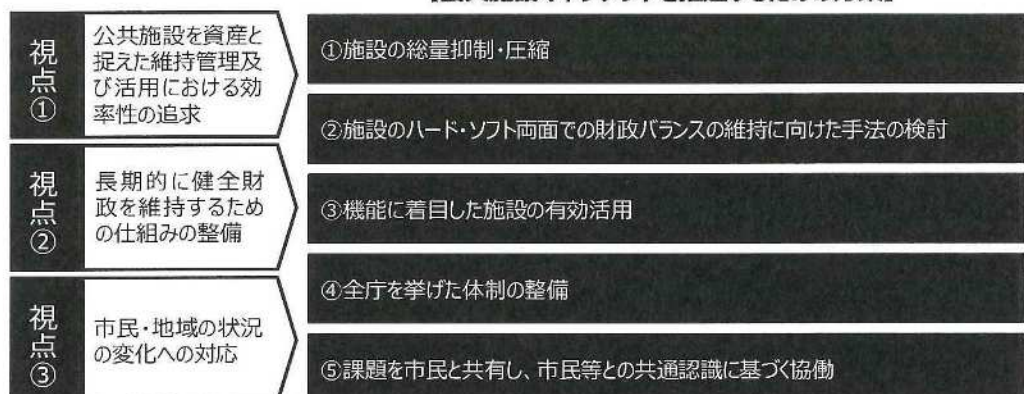 視点①
公共施設を資産と
捉えた維持管理及
び活用における効
率性の追求
視点②
長期的に健全財
政を維持するため
の仕組みの整備
視点③
市民・地域の状況
の変化への対応
①施設の総量抑制・圧縮
②施設のハード・ソフト両面での財政バランスの維持に向けた手法の検討
③機能に着目した施設の有効活用
④全庁を挙げた体制の整備
⑤課題を市民と共有し、市民等との共通認識に基づく協働